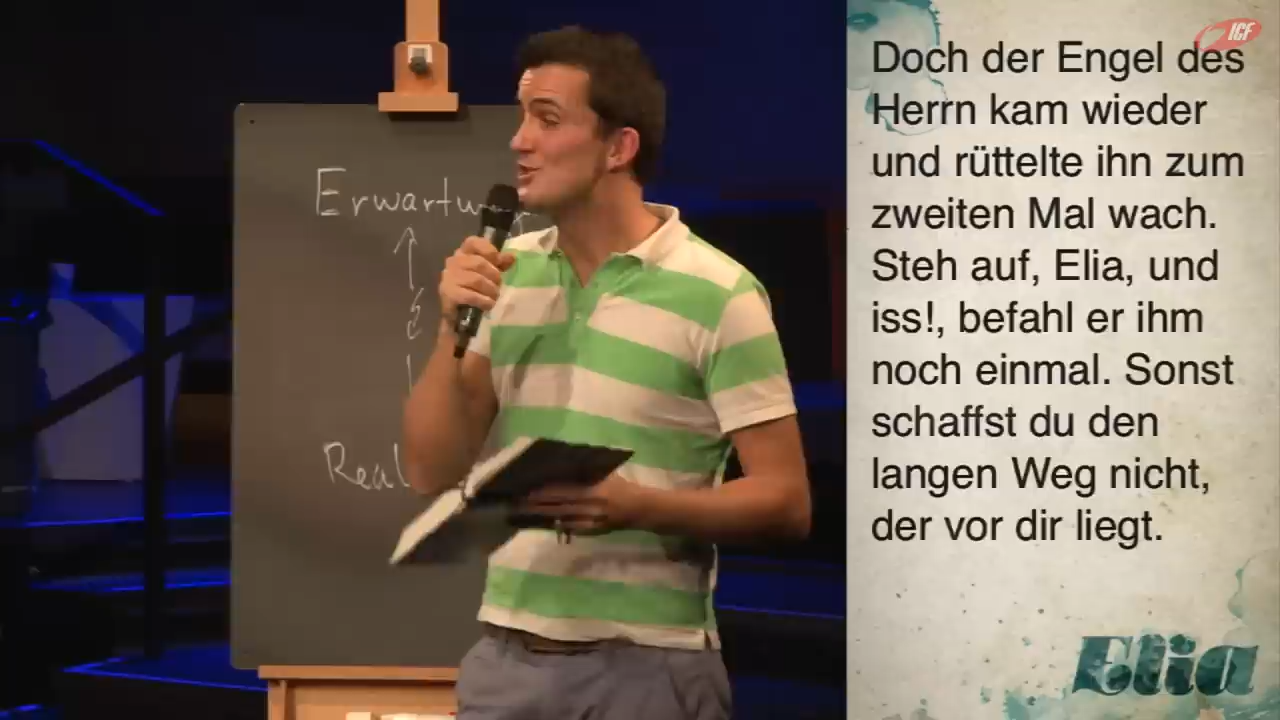 ICF
Doch der Engel des
Herrn kam wieder
und rüttelte ihn zum
zweiten Mal wach.
Steh auf, Elia, und
iss!, befahl er ihm
noch einmal. Sonst
schaffst du den
langen Weg nicht,
der vor dir liegt.
Elia